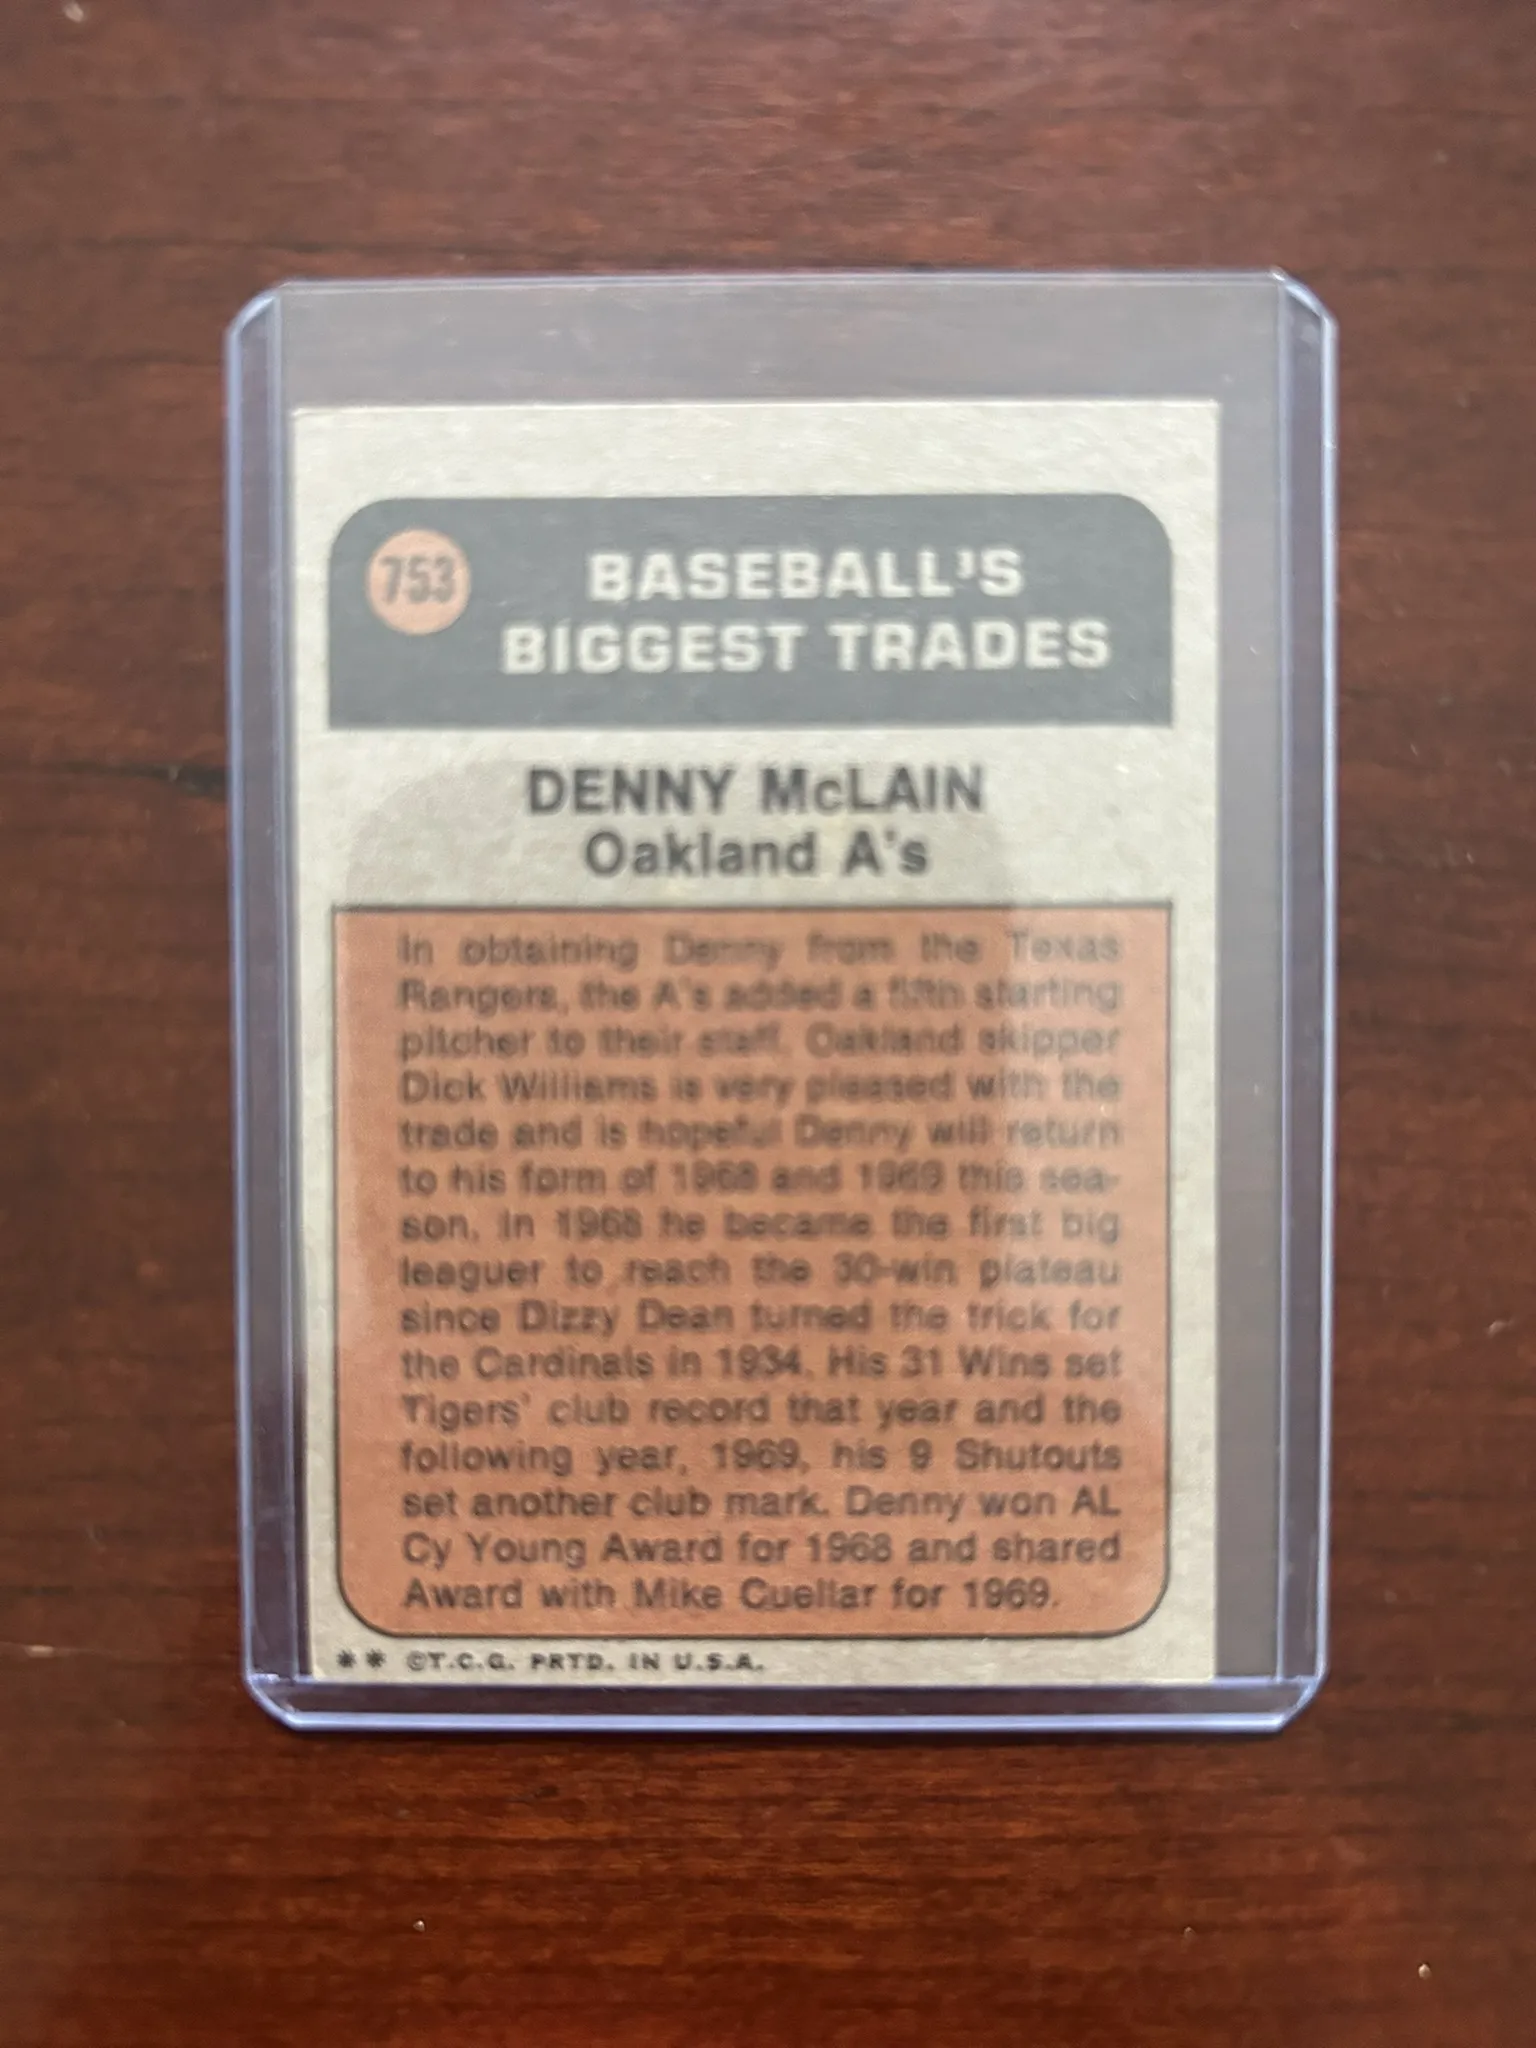 753
BASEBALL'S
BIGGEST TRADES
DENNY McLAIN
Oakland A's
In obtaining Denny from the Texas
Rangers, the A's added a fifth starting
pitcher to their staff. Oakland skipper
Dick Williams is very pleased with the
trade and is hopeful Denny will return
to his form of 1968 and 1969 this sea-
son. In 1968 he became the first big
leaguer to reach the 30-win plateau
since Dizzy Dean turned the trick for
the Cardinals in 1934. His 31 Wins set
Tigers' club record that year and the
following year, 1969, his 9 Shutouts
set another club mark. Denny won AL
Cy Young Award for 1968 and shared
Award with Mike Cuellar for 1969.
** ©T.C.G. PRTD. IN U.S.A.